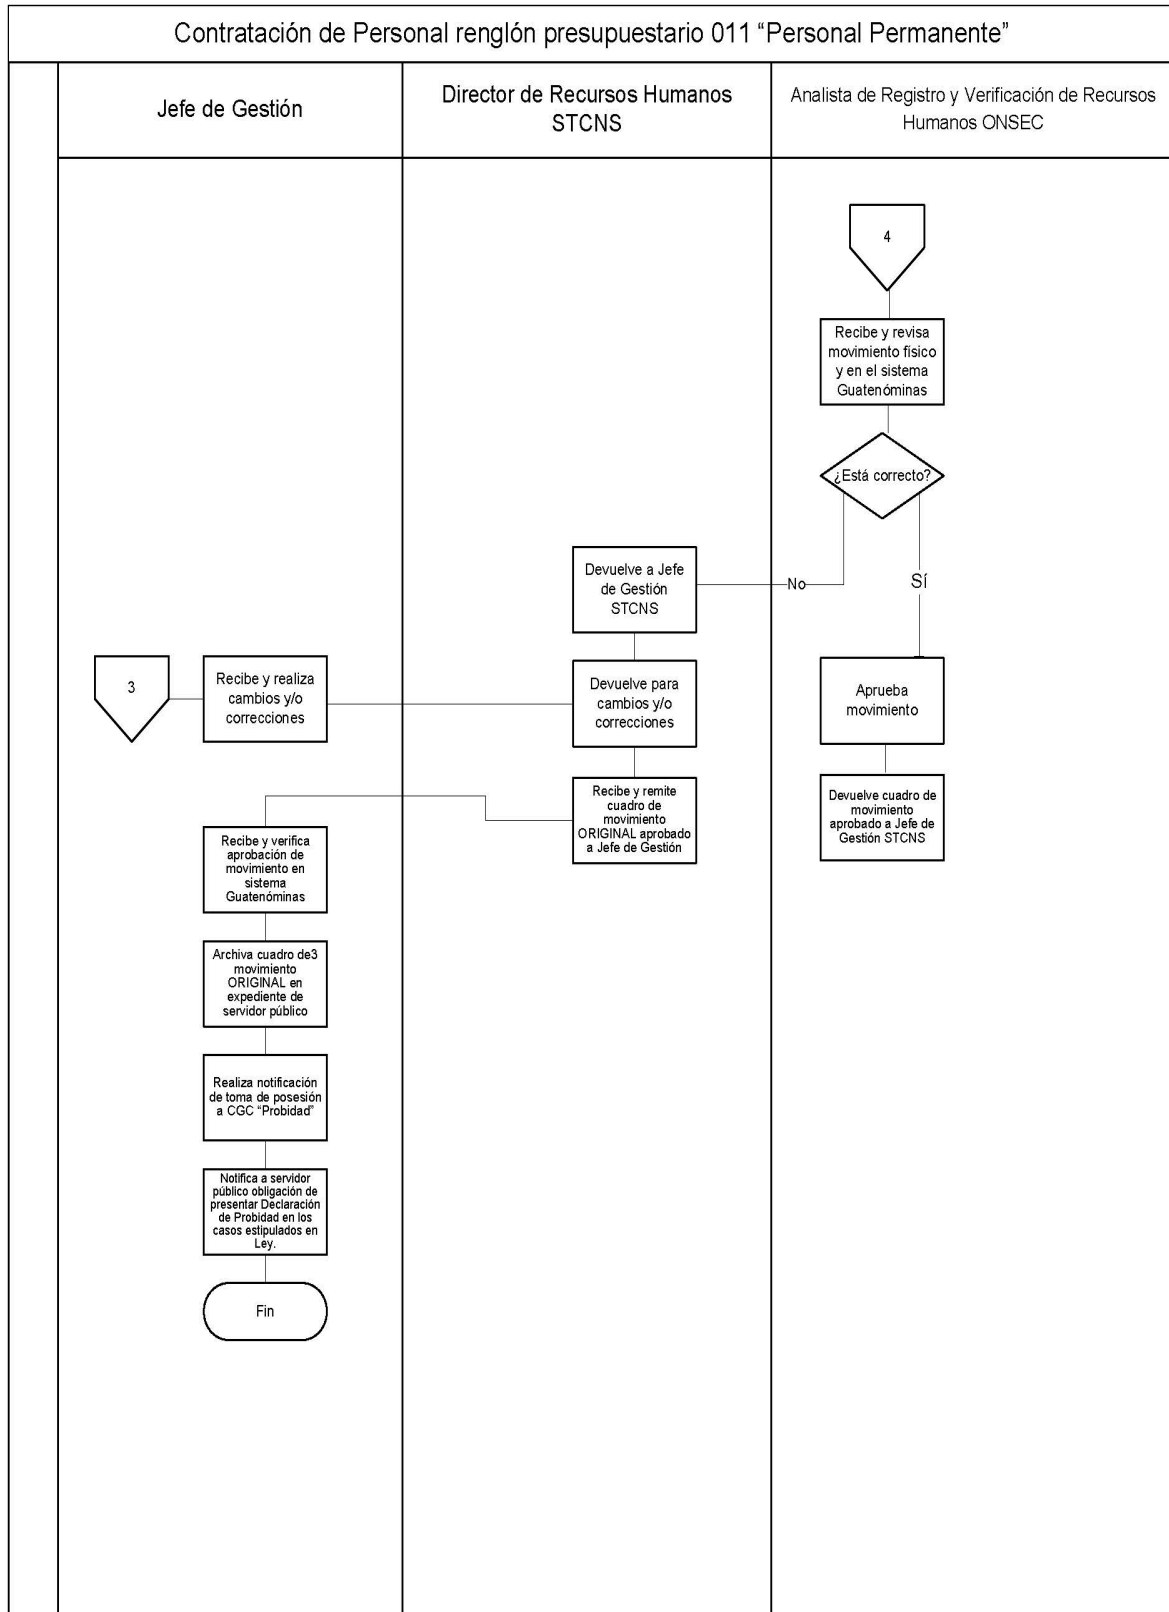 Contratación de Personal renglón presupuestario 011 “Personal Permanente”
Jefe de Gestión
Director de Recursos Humanos
STCNS
Analista de Registro y Verificación de Recursos
Humanos ONSEC
4
Recibe y revisa
movimiento físico
y en el sistema
Guatenóminas
¿Está correcto?
No
Sí
Devuelve a Jefe
de Gestión
STCNS
3
Recibe y realiza
cambios y/o
correcciones
Devuelve para
cambios y/o
correcciones
Aprueba
movimiento
Recibe y remite
cuadro de
movimiento
ORIGINAL aprobado
a Jefe de Gestión
Devuelve cuadro de
movimiento
aprobado a Jefe de
Gestión STCNS
Recibe y verifica
aprobación de
movimiento en
sistema
Guatenóminas
Archiva cuadro de3
movimiento
ORIGINAL en
expediente de
servidor público
Realiza notificación
de toma de posesión
a CGC “Probidad”
Notifica a servidor
público obligación de
presentar Declaración
de Probidad en los
casos estipulados en
Ley.
Fin